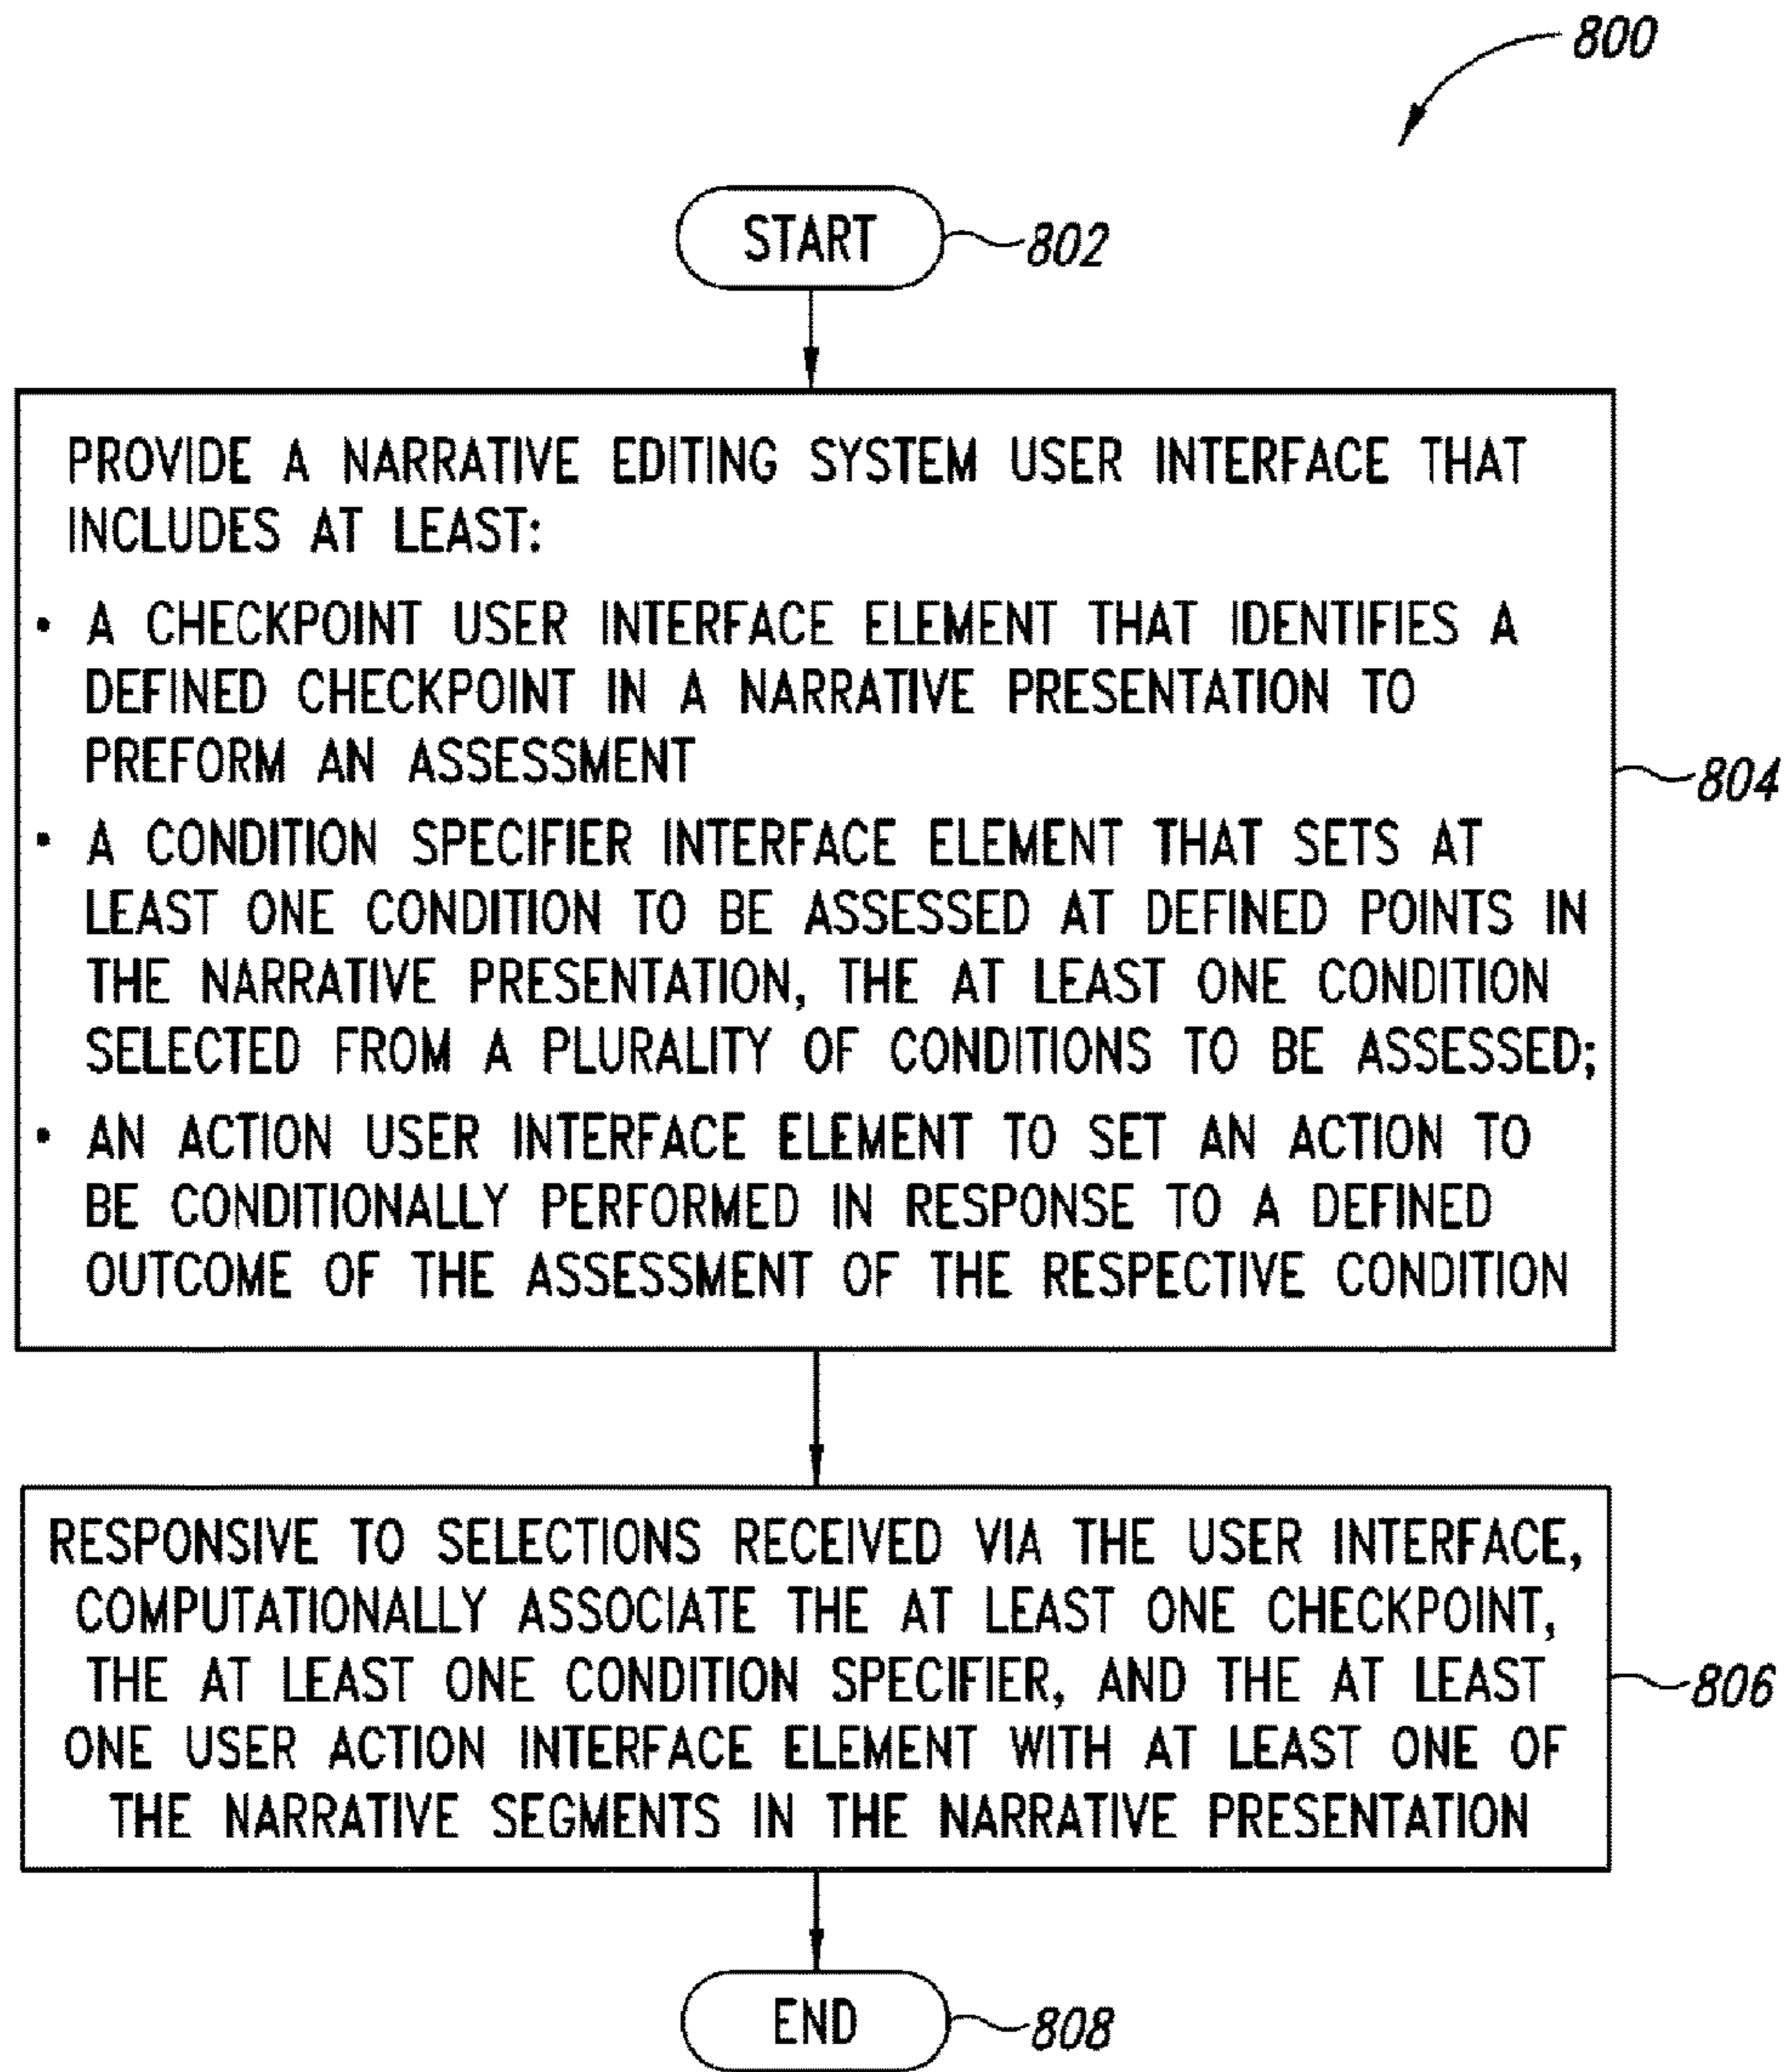 800
START
802
PROVIDE A NARRATIVE EDITING SYSTEM USER INTERFACE THAT
INCLUDES AT LEAST:
• A CHECKPOINT USER INTERFACE ELEMENT THAT IDENTIFIES A
DEFINED CHECKPOINT IN A NARRATIVE PRESENTATION TO
PREFORM AN ASSESSMENT
• A CONDITION SPECIFIER INTERFACE ELEMENT THAT SETS AT
LEAST ONE CONDITION TO BE ASSESSED AT DEFINED POINTS IN
THE NARRATIVE PRESENTATION, THE AT LEAST ONE CONDITION
SELECTED FROM A PLURALITY OF CONDITIONS TO BE ASSESSED;
• AN ACTION USER INTERFACE ELEMENT TO SET AN ACTION TO
BE CONDITIONALLY PERFORMED IN RESPONSE TO A DEFINED
OUTCOME OF THE ASSESSMENT OF THE RESPECTIVE CONDITION
804
RESPONSIVE TO SELECTIONS RECEIVED VIA THE USER INTERFACE,
COMPUTATIONALLY ASSOCIATE THE AT LEAST ONE CHECKPOINT,
THE AT LEAST ONE CONDITION SPECIFIER, AND THE AT LEAST
ONE USER ACTION INTERFACE ELEMENT WITH AT LEAST ONE OF
THE NARRATIVE SEGMENTS IN THE NARRATIVE PRESENTATION
806
END
808